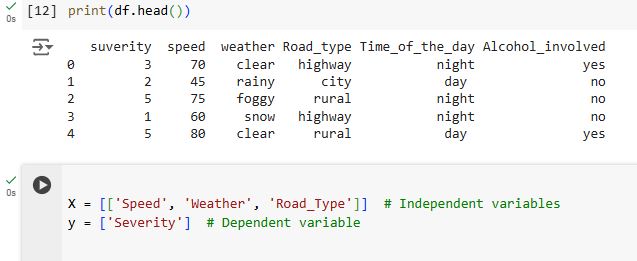 0s [12] print(df.head())
suverity speed weather Road_type Time_of_the_day Alcohol_involved
0 3 70 clear highway night yes
1 2 45 rainy city day no
2 5 75 foggy rural night no
3 1 60 snow highway night no
4 5 80 clear rural day yes
0s
X = [['Speed', 'Weather', 'Road_Type']] # Independent variables
y = ['Severity'] # Dependent variable